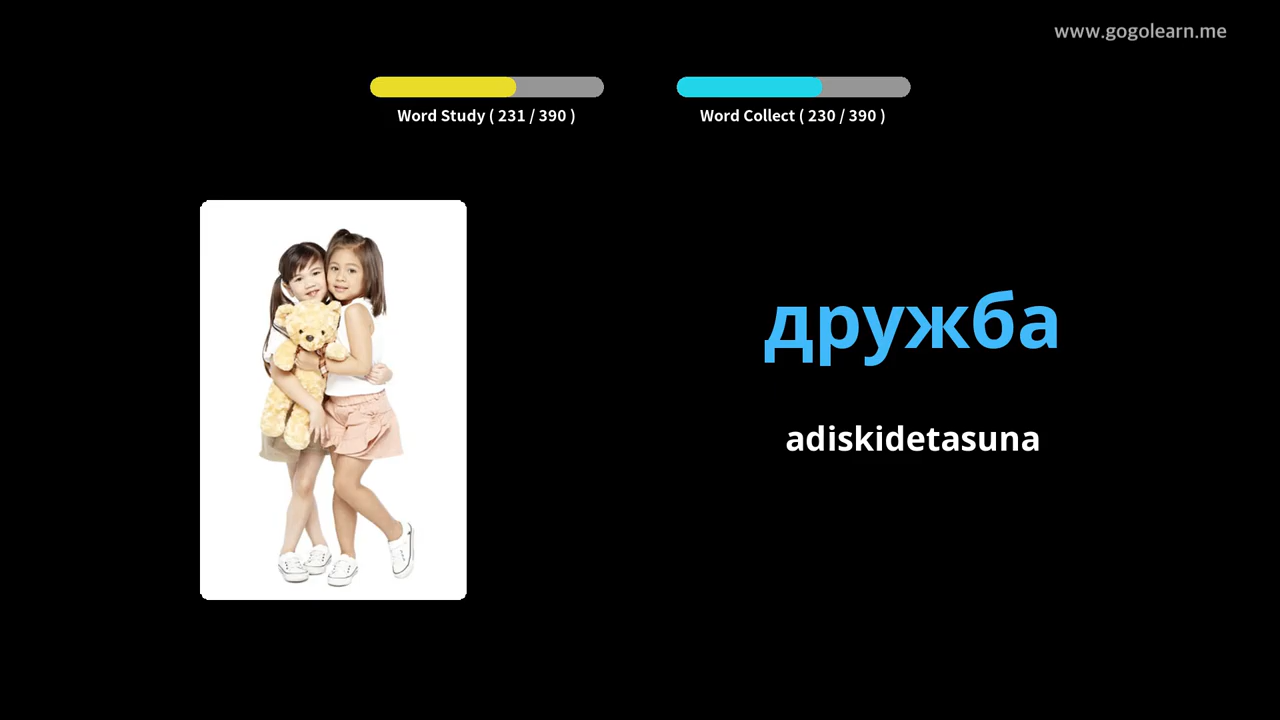 www.gogolearn.me
Word Study ( 231 / 390 )
Word Collect ( 230 / 390 )
дружба
adiskidetasuna